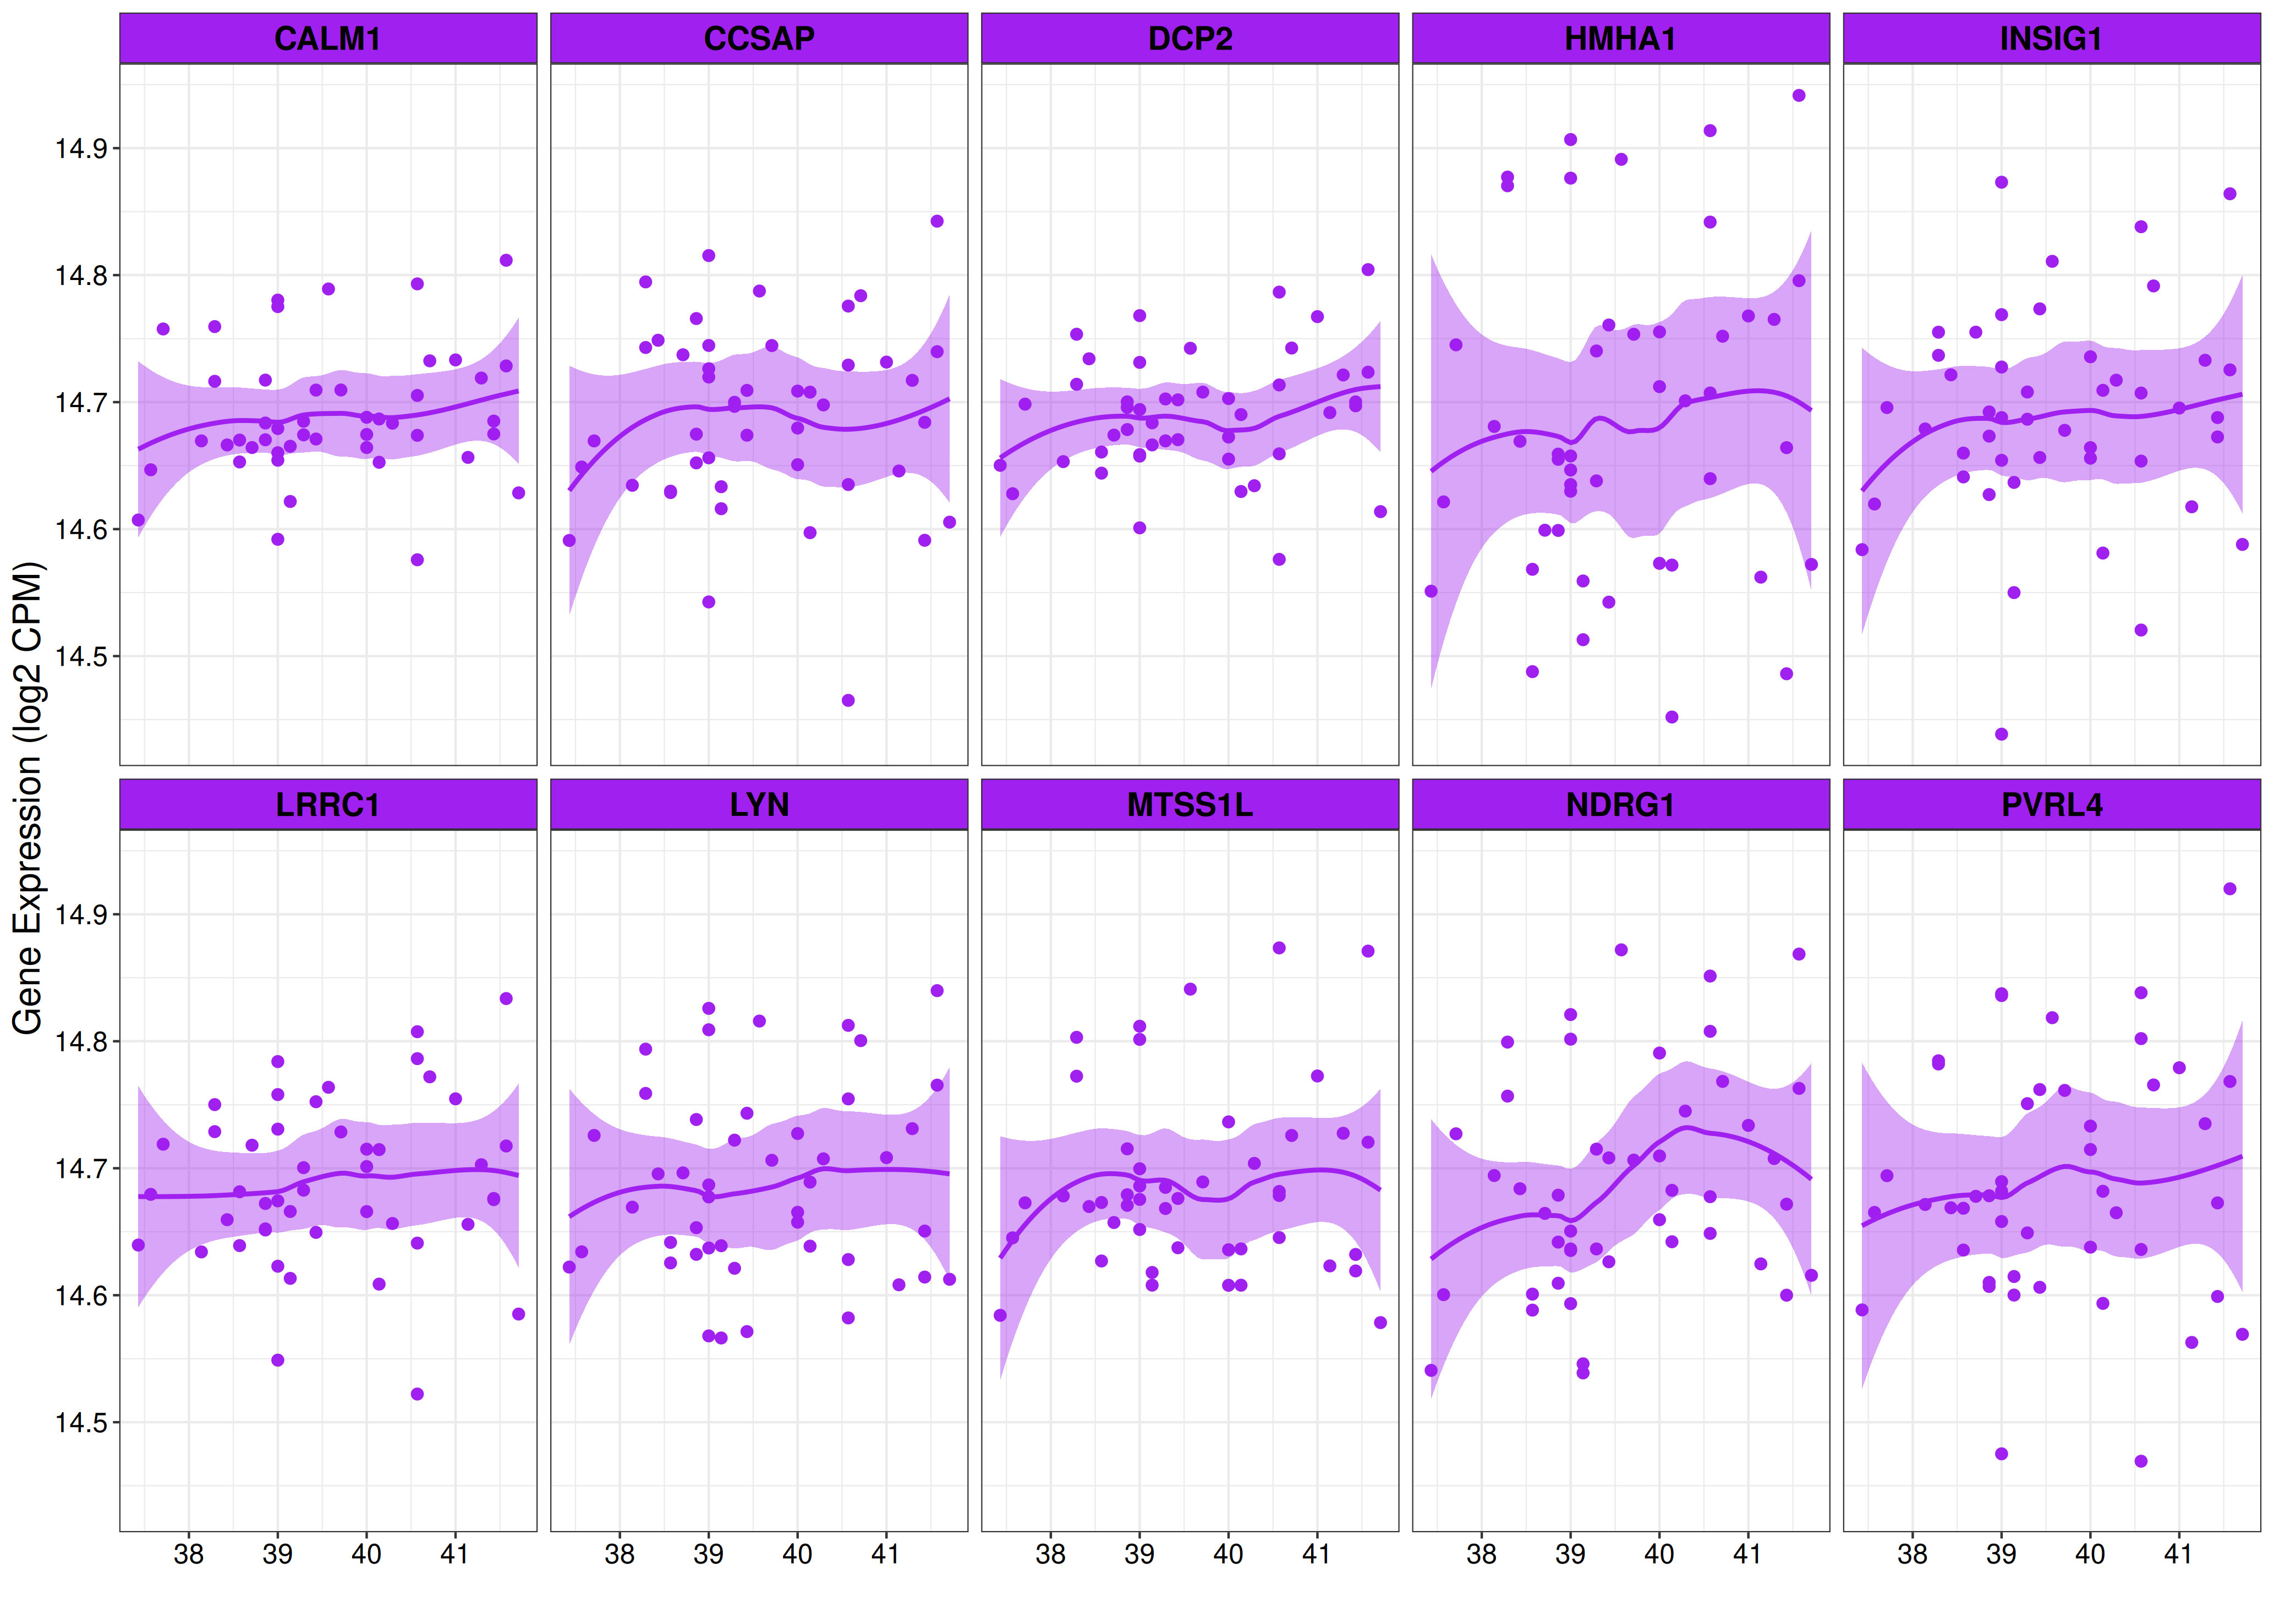 CALM1 CCSAP DCP2 HMHA1 INSIG1
14.9
14.8
14.7
14.6
14.5
Gene Expression (log2 CPM)
LRRC1 LYN MTSS1L NDRG1 PVRL4
14.9
14.8
14.7
14.6
14.5
38 39 40 41 38 39 40 41 38 39 40 41 38 39 40 41 38 39 40 41